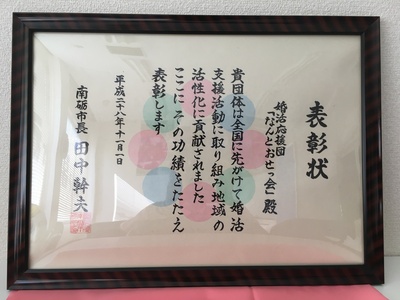 表彰状
婚活応援団
「なんとおせっ会」殿
貴団体は全国に先がけて婚活
支援活動に取り組み地域の
活性化に貢献されました
ここにその功績をたたえ
表彰します
平成二十八年十一月一日
南砺市長 田中幹夫